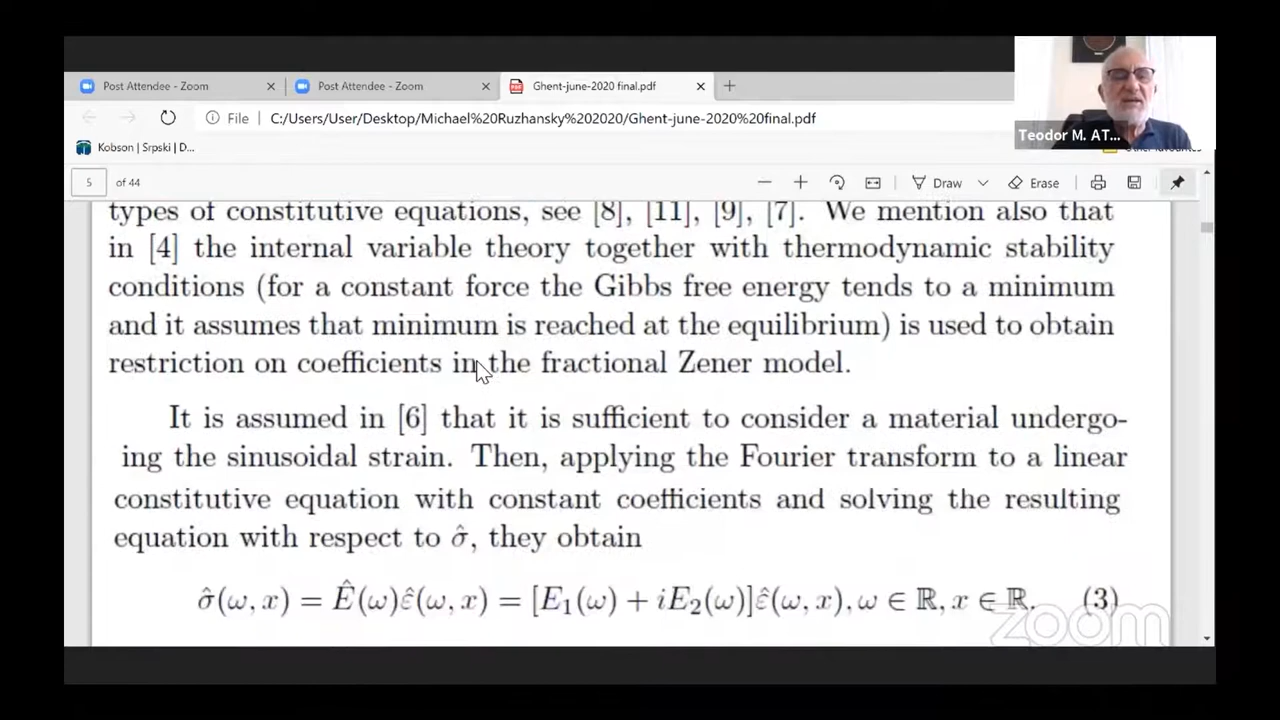 Post Attendee - Zoom
Post Attendee - Zoom
Ghent-june-2020 final.pdf
File
C:/Users/User/Desktop/Michael%20Ruzhansky%202020/Ghent-june-2020%20final.pdf
Teodor M. AT...
Kobson | Srpski | D...
5 of 44
Draw
Erase
types of constitutive equations, see [8], [11], [9], [7]. We mention also that
in [4] the internal variable theory together with thermodynamic stability
conditions (for a constant force the Gibbs free energy tends to a minimum
and it assumes that minimum is reached at the equilibrium) is used to obtain
restriction on coefficients in the fractional Zener model.
It is assumed in [6] that it is sufficient to consider a material undergo-
ing the sinusoidal strain. Then, applying the Fourier transform to a linear
constitutive equation with constant coefficients and solving the resulting
equation with respect to σ̂, they obtain
σ̂(ω, x) = Ê(ω)ε̂(ω, x) = [E₁(ω) + iE₂(ω)]ε̂(ω, x), ω ∈ ℝ, x ∈ ℝ. (3)
zoom